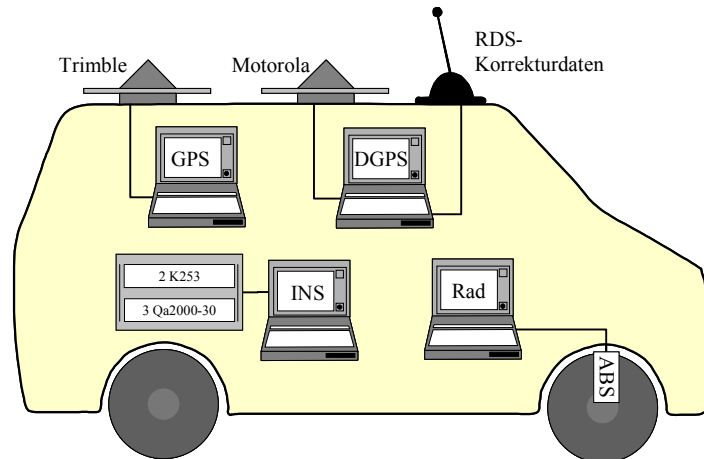 Trimble
Motorola
RDS-
Korrekturdaten
GPS
DGPS
2 K253
3 Qa2000-30
INS
Rad
ABS